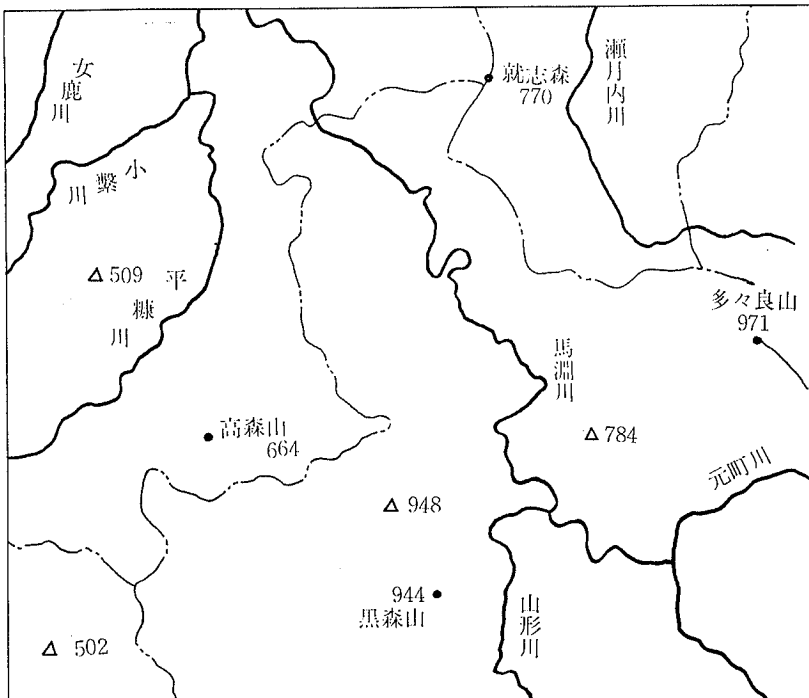 女鹿川
就志森
770
瀬月内川
小繋川
△ 509
平糠川
多々良山
971
馬淵川
高森山
664
△ 784
元町川
△ 948
944
黒森山
山形川
△ 502